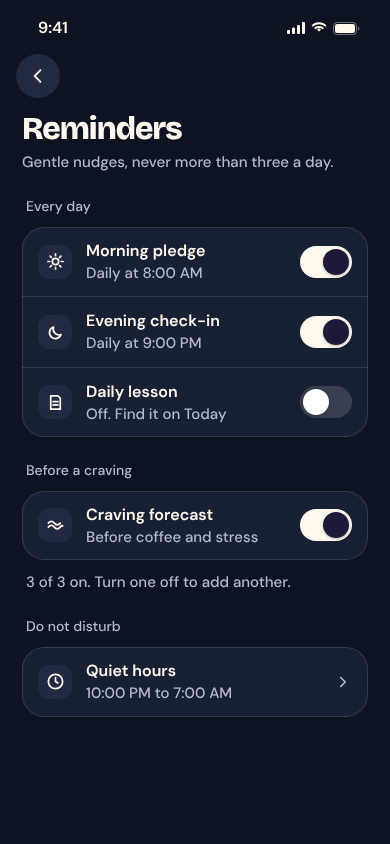 9:41
Reminders
Gentle nudges, never more than three a day.
Every day
Morning pledge
Daily at 8:00 AM
Evening check-in
Daily at 9:00 PM
Daily lesson
Off. Find it on Today
Before a craving
Craving forecast
Before coffee and stress
3 of 3 on. Turn one off to add another.
Do not disturb
Quiet hours
10:00 PM to 7:00 AM